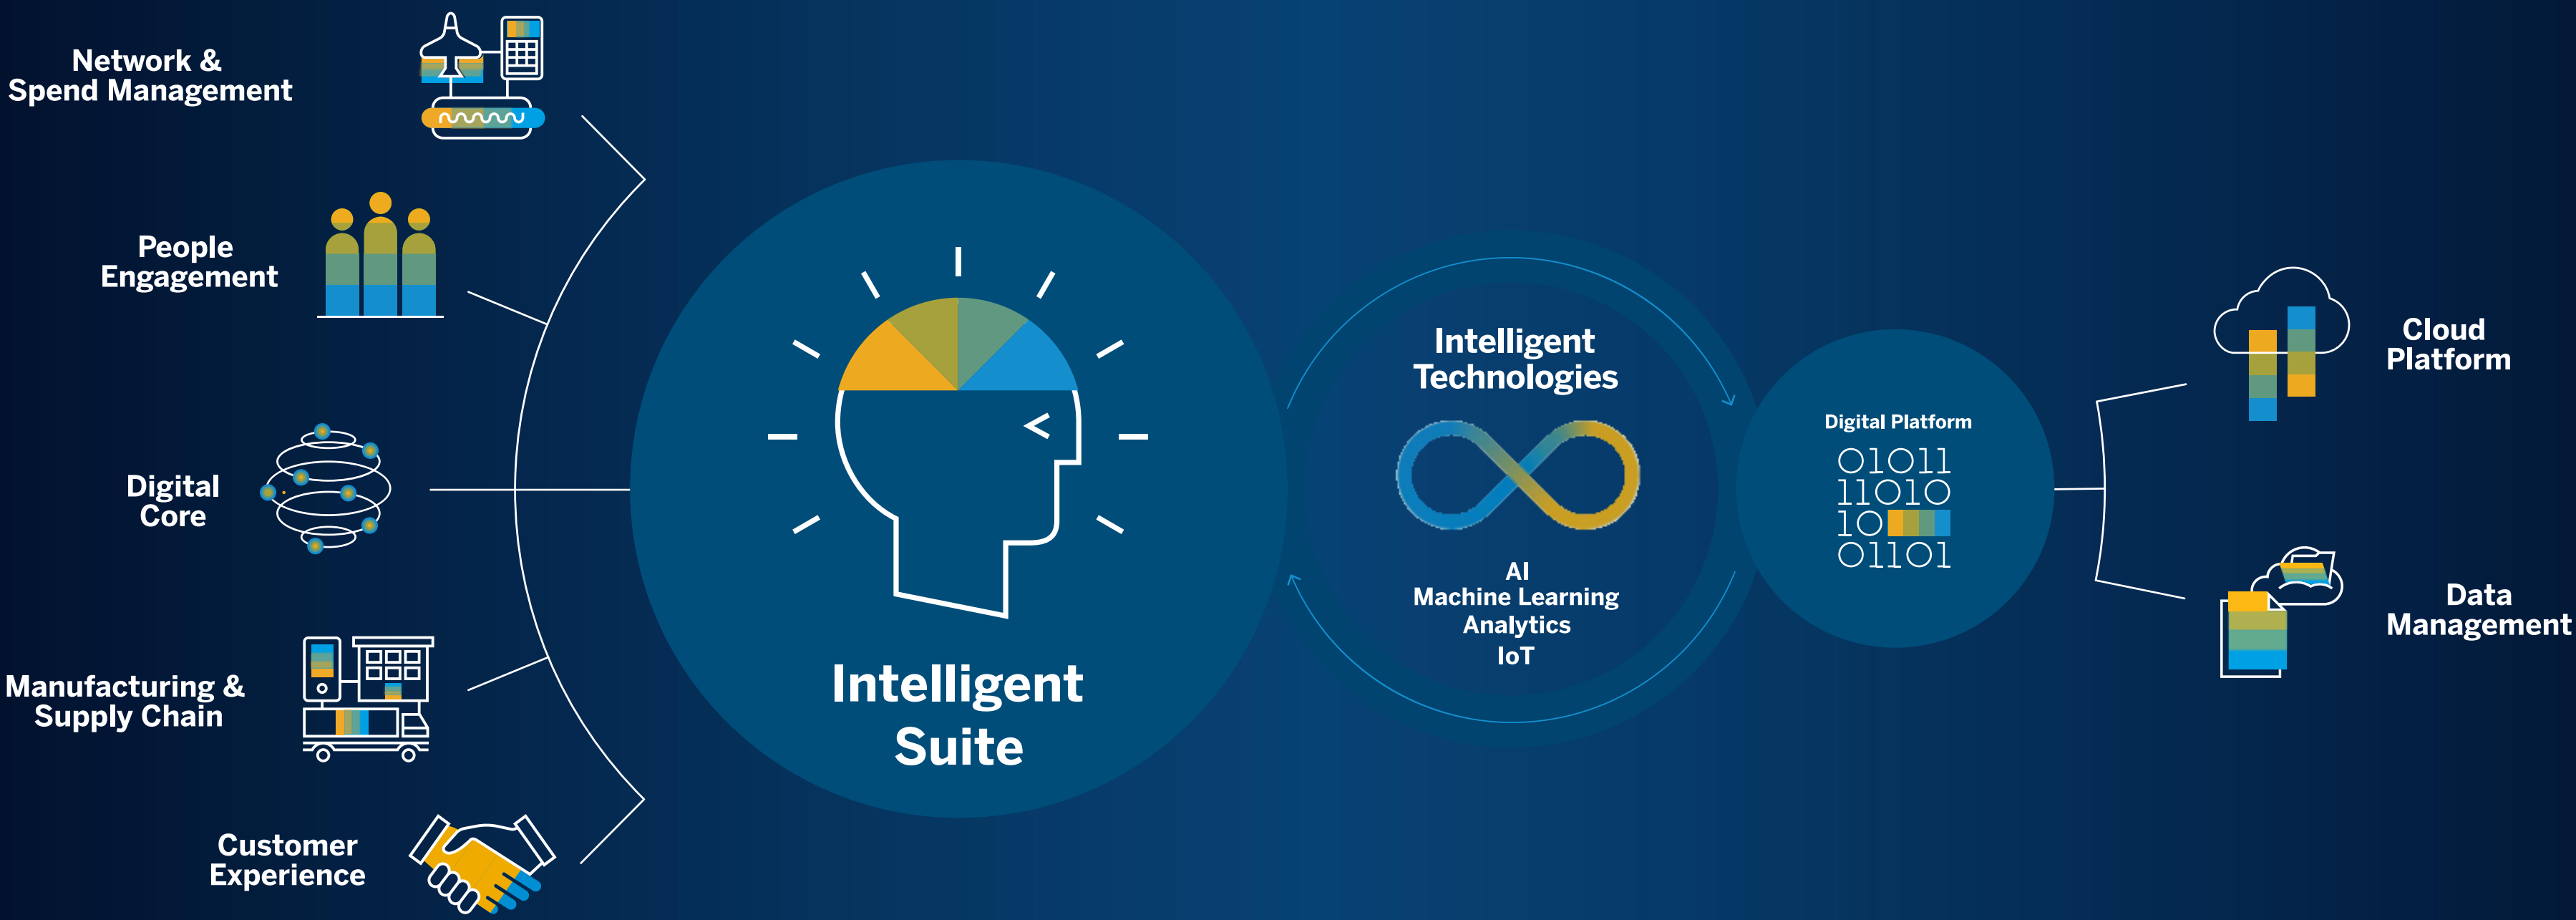 Network &
Spend Management
People
Engagement
Digital
Core
Manufacturing &
Supply Chain
Customer
Experience
Intelligent
Suite
Intelligent
Technologies
AI
Machine Learning
Analytics
IoT
Digital Platform
01011
11010
10
01101
Cloud
Platform
Data
Management